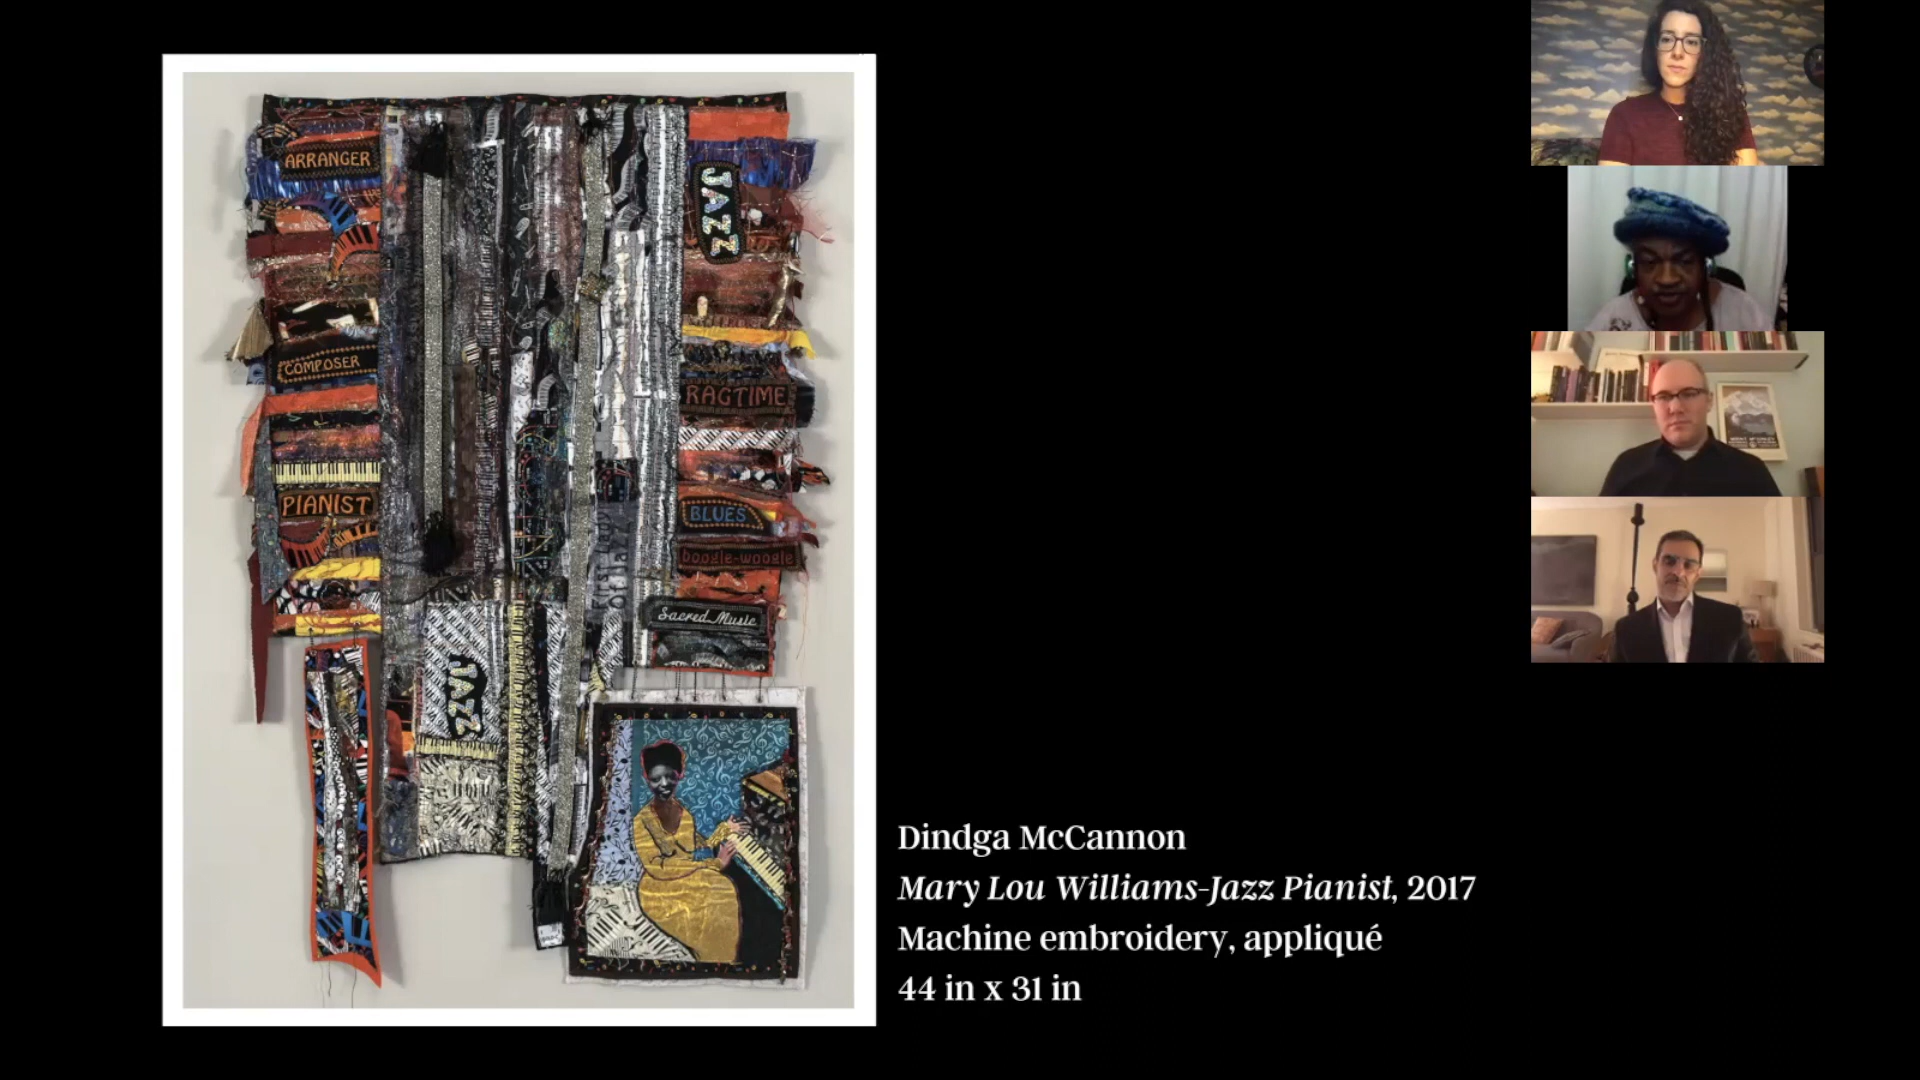 ARRANGER
JAZZ
COMPOSER
RAGTIME
PIANIST
BLUES
boogie-woogie
Sacred Music
JAZZ
Dindga McCannon
Mary Lou Williams-Jazz Pianist, 2017
Machine embroidery, appliqué
44 in x 31 in